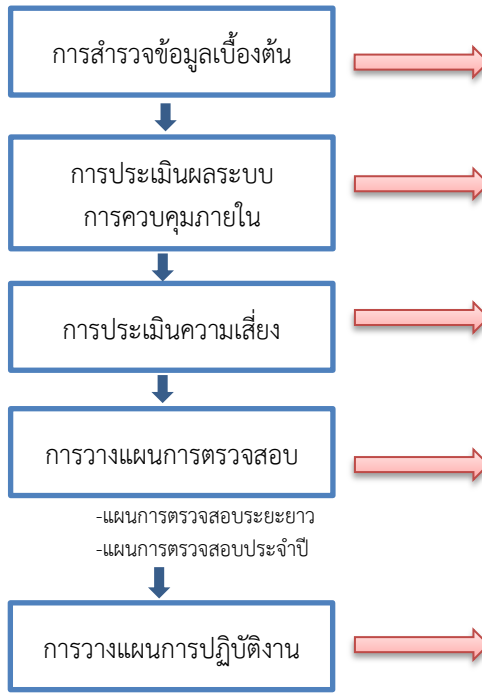 การสำรวจข้อมูลเบื้องต้น
การประเมินผลระบบ
การควบคุมภายใน
การประเมินความเสี่ยง
การวางแผนการตรวจสอบ
-แผนการตรวจสอบระยะยาว
-แผนการตรวจสอบประจำปี
การวางแผนการปฏิบัติงาน